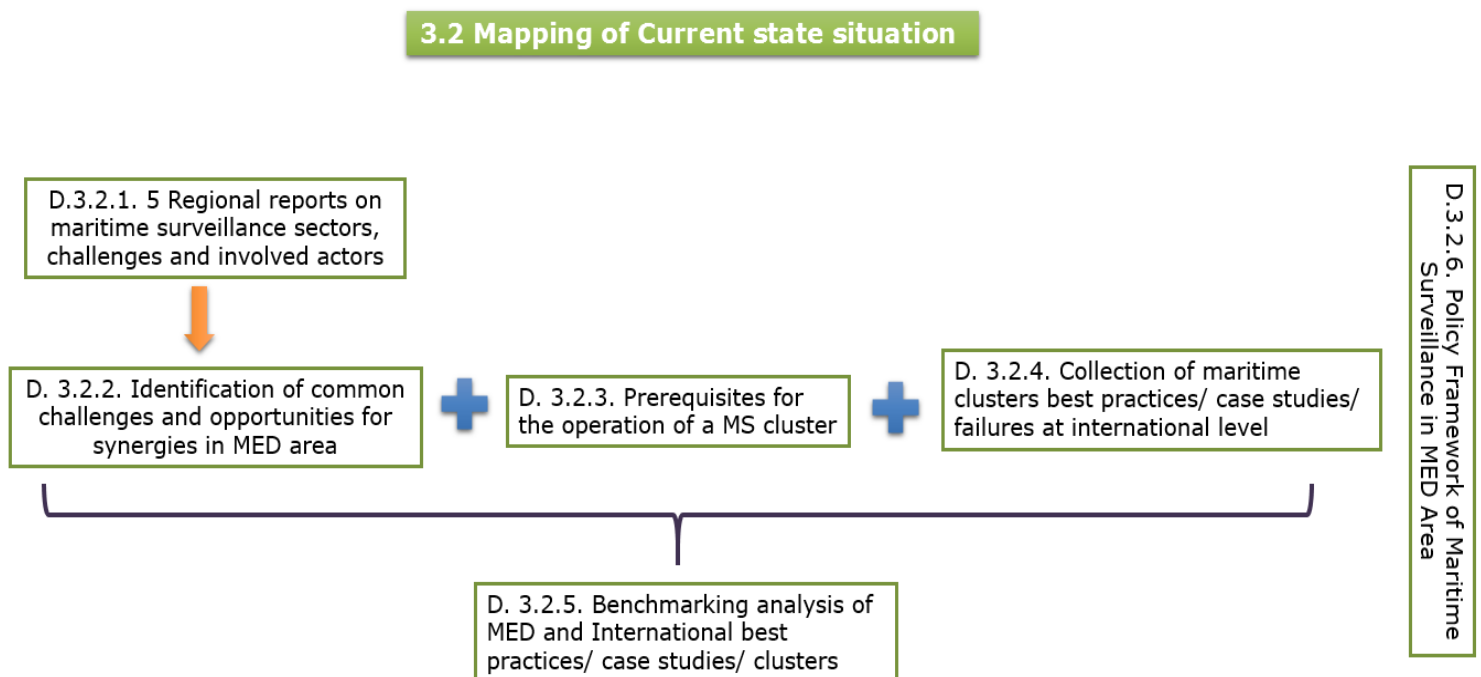 3.2 Mapping of Current state situation
D.3.2.1. 5 Regional reports on
maritime surveillance sectors,
challenges and involved actors
D. 3.2.2. Identification of common
challenges and opportunities for
synergies in MED area
D. 3.2.3. Prerequisites for
the operation of a MS cluster
D. 3.2.4. Collection of maritime
clusters best practices/ case studies/
failures at international level
D. 3.2.5. Benchmarking analysis of
MED and International best
practices/ case studies/ clusters
D.3.2.6. Policy Framework of Maritime
Surveillance in MED Area